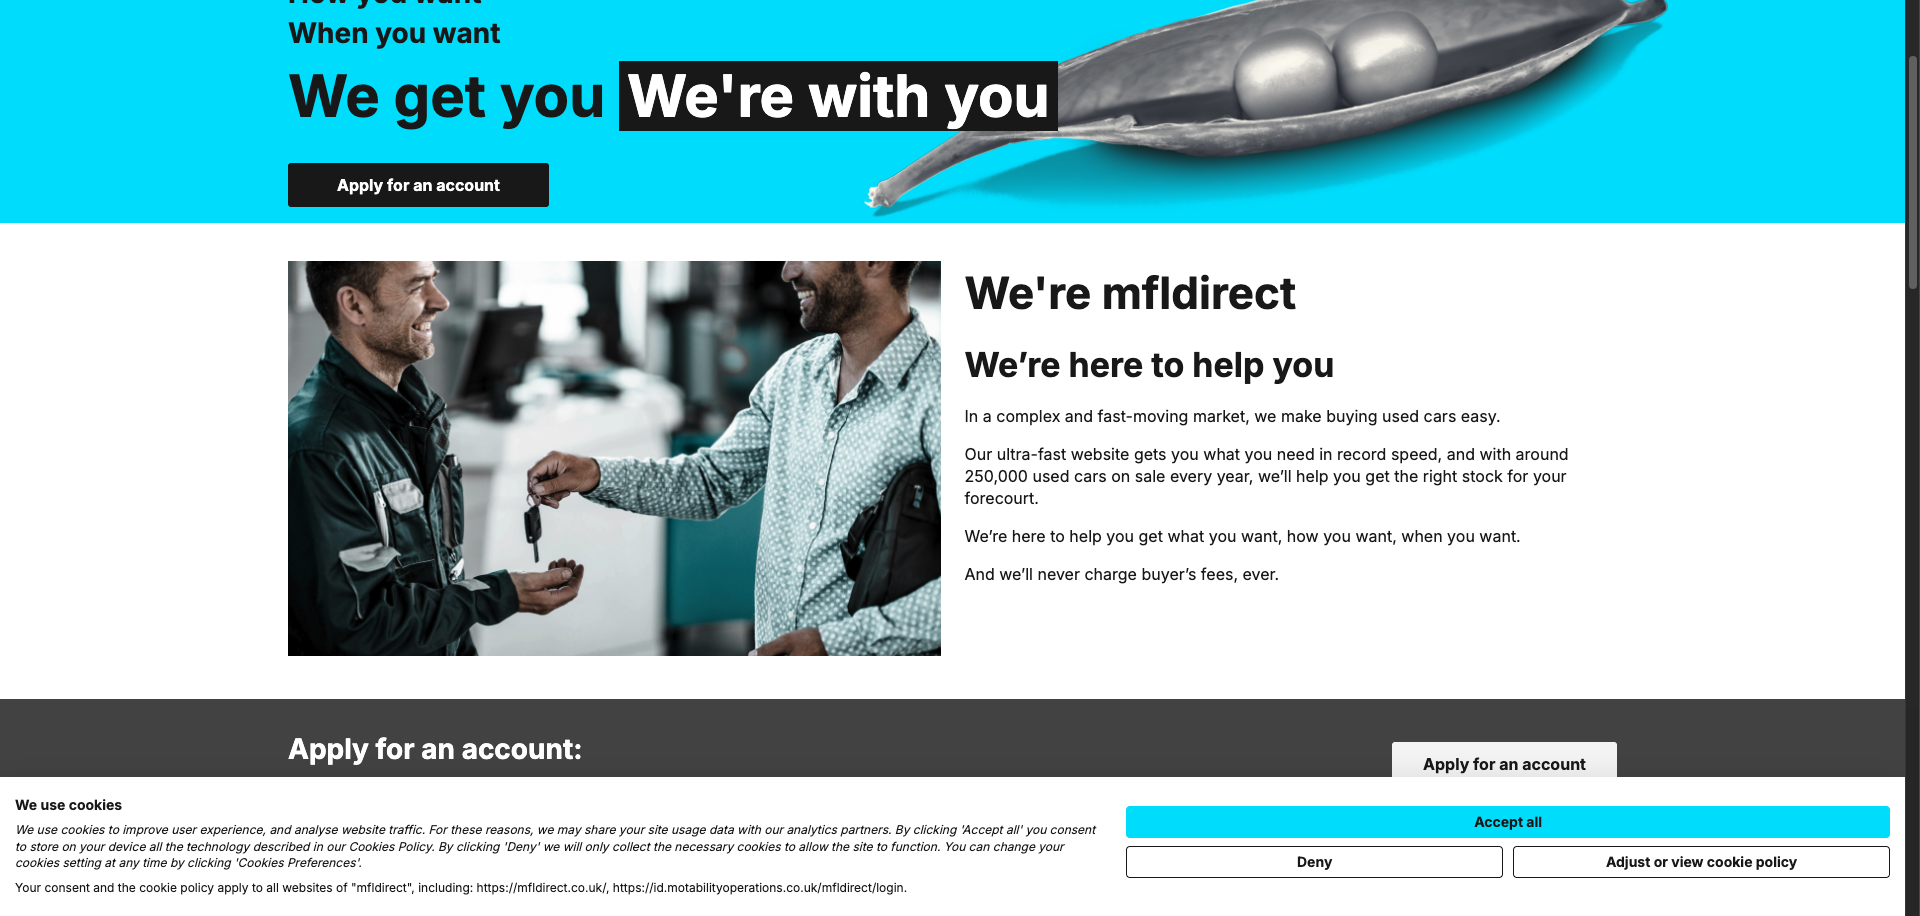 How you want
When you want
We get you We're with you
Apply for an account
We're mfldirect
We’re here to help you
In a complex and fast-moving market, we make buying used cars easy.
Our ultra-fast website gets you what you need in record speed, and with around
250,000 used cars on sale every year, we’ll help you get the right stock for your
forecourt.
We’re here to help you get what you want, how you want, when you want.
And we’ll never charge buyer’s fees, ever.
Apply for an account:
Apply for an account
We use cookies
We use cookies to improve user experience, and analyse website traffic. For these reasons, we may share your site usage data with our analytics partners. By clicking 'Accept all' you consent
to store on your device all the technology described in our Cookies Policy. By clicking 'Deny' we will only collect the necessary cookies to allow the site to function. You can change your
cookies setting at any time by clicking 'Cookies Preferences'.
Your consent and the cookie policy apply to all websites of "mfldirect", including: https://mfldirect.co.uk/, https://id.motabilityoperations.co.uk/mfldirect/login.
Accept all
Deny
Adjust or view cookie policy